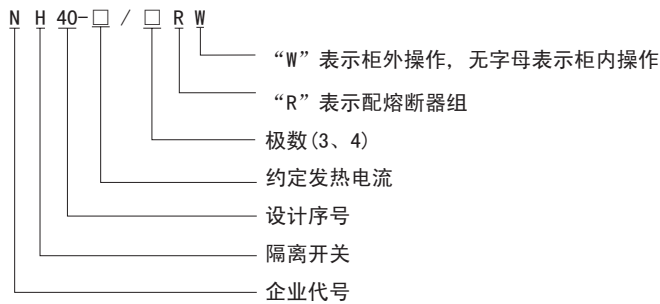 NH40-□/□RW
“W”表示柜外操作, 无字母表示柜内操作
“R”表示配熔断器组
极数(3、4)
约定发热电流
设计序号
隔离开关
企业代号